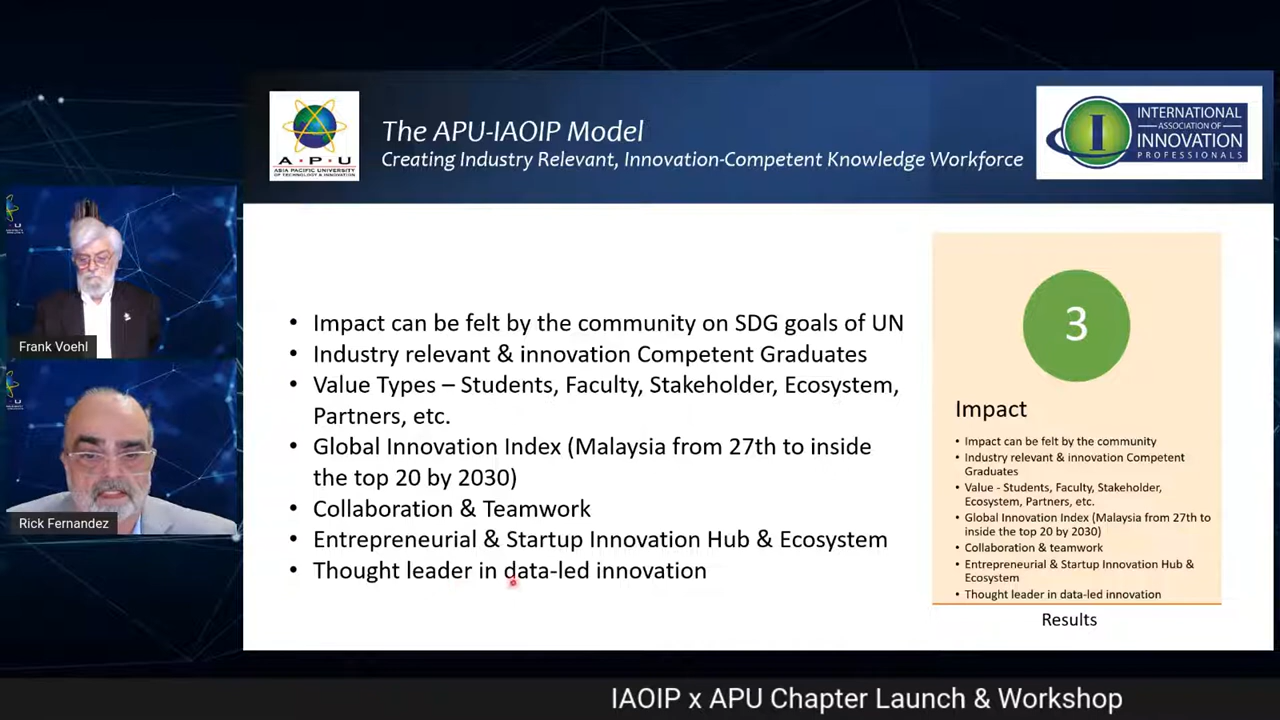 The APU-IAOIP Model
Creating Industry Relevant, Innovation-Competent Knowledge Workforce
A•P•U
ASIA PACIFIC UNIVERSITY
OF TECHNOLOGY & INNOVATION
INTERNATIONAL
ASSOCIATION OF
INNOVATION
PROFESSIONALS
I
Frank Voehl
Rick Fernandez
• Impact can be felt by the community on SDG goals of UN
• Industry relevant & innovation Competent Graduates
• Value Types – Students, Faculty, Stakeholder, Ecosystem,
Partners, etc.
• Global Innovation Index (Malaysia from 27th to inside
the top 20 by 2030)
• Collaboration & Teamwork
• Entrepreneurial & Startup Innovation Hub & Ecosystem
• Thought leader in data-led innovation
3
Impact
• Impact can be felt by the community
• Industry relevant & innovation Competent
Graduates
• Value - Students, Faculty, Stakeholder,
Ecosystem, Partners, etc.
• Global Innovation Index (Malaysia from 27th to
inside the top 20 by 2030)
• Collaboration & teamwork
• Entrepreneurial & Startup Innovation Hub &
Ecosystem
• Thought leader in data-led innovation
Results
IAOIP x APU Chapter Launch & Workshop